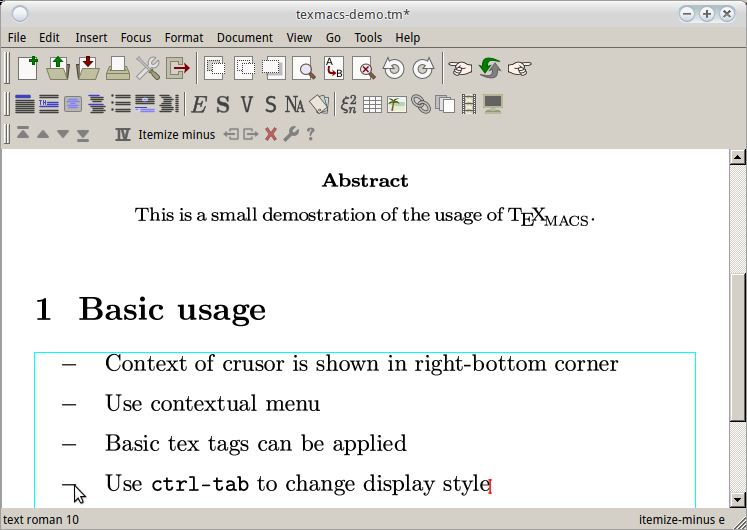 texmacs-demo.tm*
File Edit Insert Focus Format Document View Go Tools Help
Itemize minus
Abstract
This is a small demostration of the usage of TEXMACS.
1 Basic usage
– Context of crusor is shown in right-bottom corner
– Use contextual menu
– Basic tex tags can be applied
– Use ctrl-tab to change display style
text roman 10 itemize-minus e